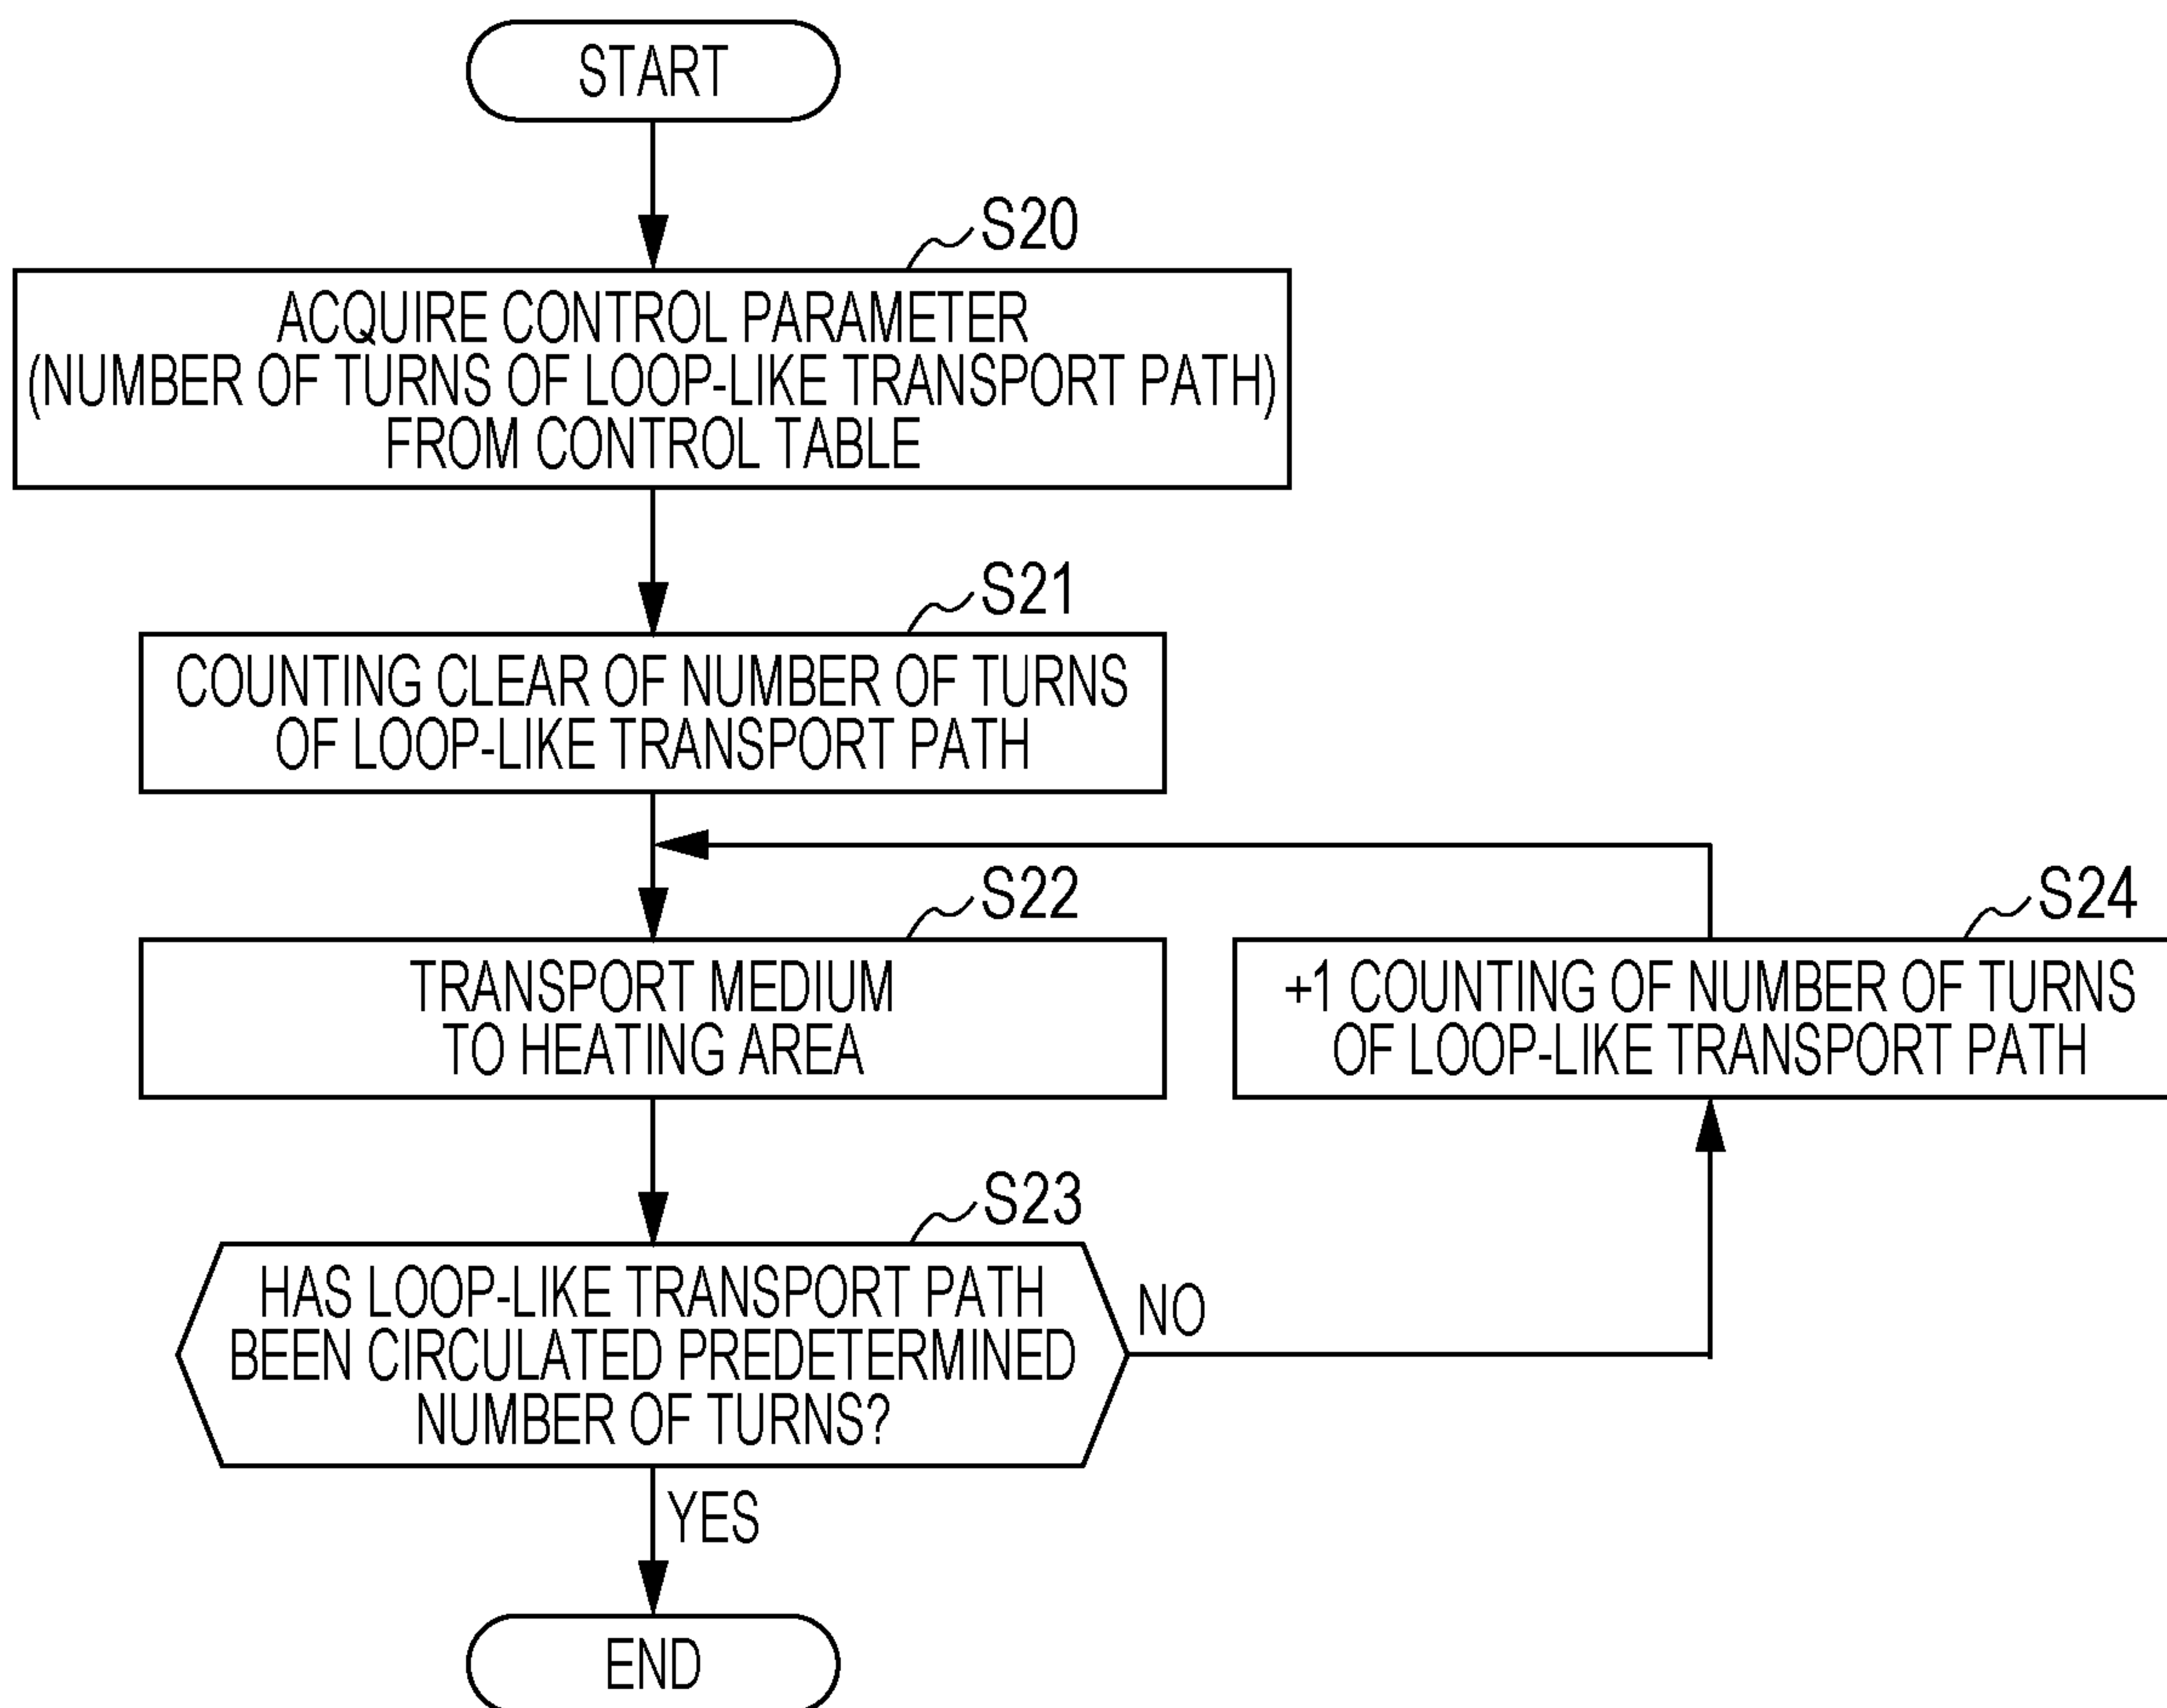 START
S20
ACQUIRE CONTROL PARAMETER
(NUMBER OF TURNS OF LOOP-LIKE TRANSPORT PATH)
FROM CONTROL TABLE
S21
COUNTING CLEAR OF NUMBER OF TURNS
OF LOOP-LIKE TRANSPORT PATH
S22
TRANSPORT MEDIUM
TO HEATING AREA
S24
+1 COUNTING OF NUMBER OF TURNS
OF LOOP-LIKE TRANSPORT PATH
S23
HAS LOOP-LIKE TRANSPORT PATH
BEEN CIRCULATED PREDETERMINED
NUMBER OF TURNS?
NO
YES
END